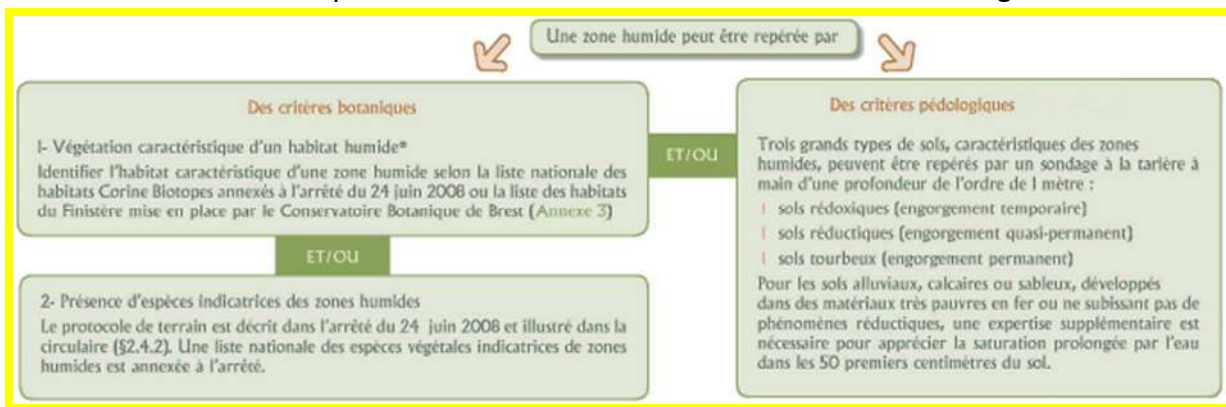 Une zone humide peut être repérée par
Des critères botaniques
1- Végétation caractéristique d'un habitat humide*
Identifier l'habitat caractéristique d'une zone humide selon la liste nationale des
habitats Corine Biotopes annexés à l'arrêté du 24 juin 2008 ou la liste des habitats
du Finistère mise en place par le Conservatoire Botanique de Brest (Annexe 3)
ET/OU
2- Présence d'espèces indicatrices des zones humides
Le protocole de terrain est décrit dans l'arrêté du 24 juin 2008 et illustré dans la
circulaire (§2.4.2). Une liste nationale des espèces végétales indicatrices de zones
humides est annexée à l'arrêté.
ET/OU
Des critères pédologiques
Trois grands types de sols, caractéristiques des zones
humides, peuvent être repérés par un sondage à la tarière à
main d'une profondeur de l'ordre de 1 mètre :
| sols rédoxiques (engorgement temporaire)
| sols réductiques (engorgement quasi-permanent)
| sols tourbeux (engorgement permanent)
Pour les sols alluviaux, calcaires ou sableux, développés
dans des matériaux très pauvres en fer ou ne subissant pas de
phénomènes réductiques, une expertise supplémentaire est
nécessaire pour apprécier la saturation prolongée par l'eau
dans les 50 premiers centimètres du sol.